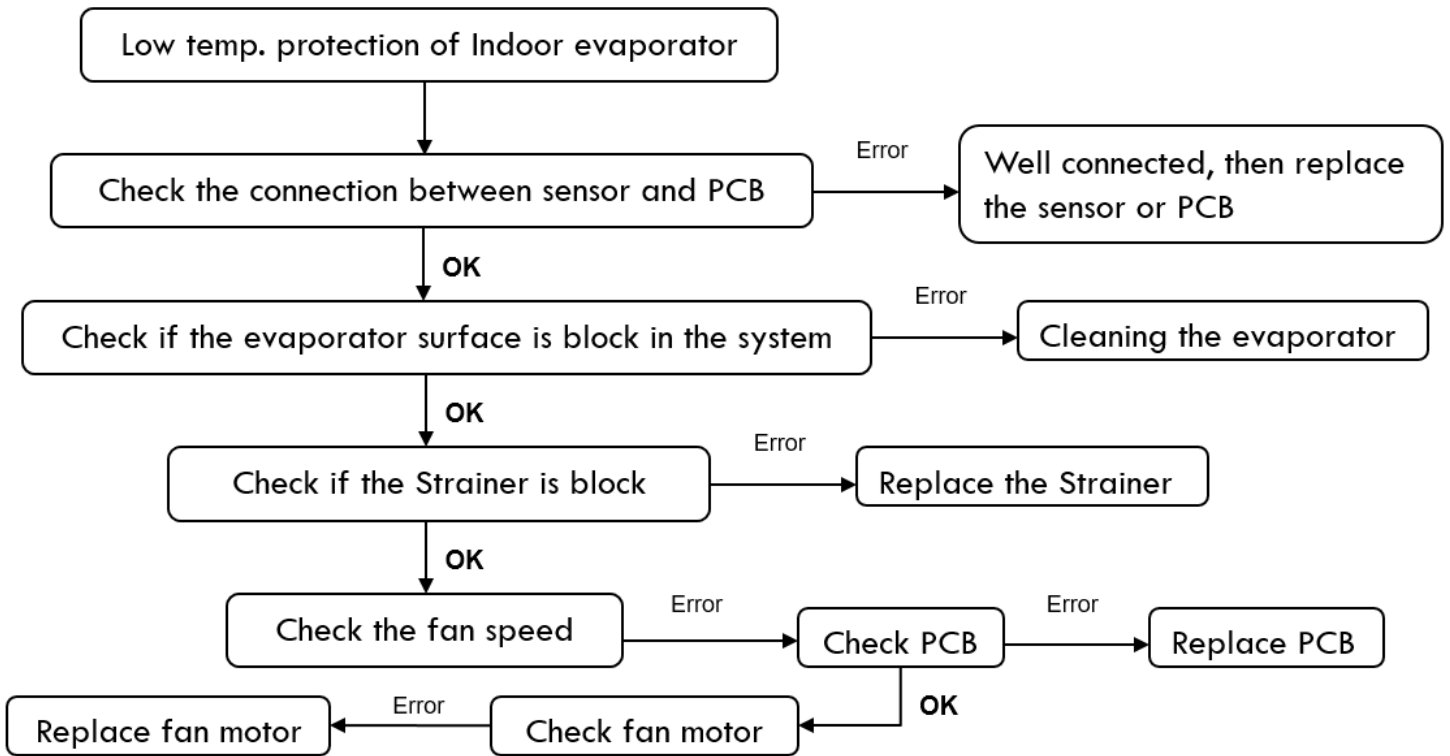 Low temp. protection of Indoor evaporator
Error
Check the connection between sensor and PCB
Well connected, then replace
the sensor or PCB
OK
Error
Check if the evaporator surface is block in the system
Cleaning the evaporator
OK
Error
Check if the Strainer is block
Replace the Strainer
OK
Check the fan speed
Error
Check PCB
Error
Replace PCB
OK
Check fan motor
Error
Replace fan motor